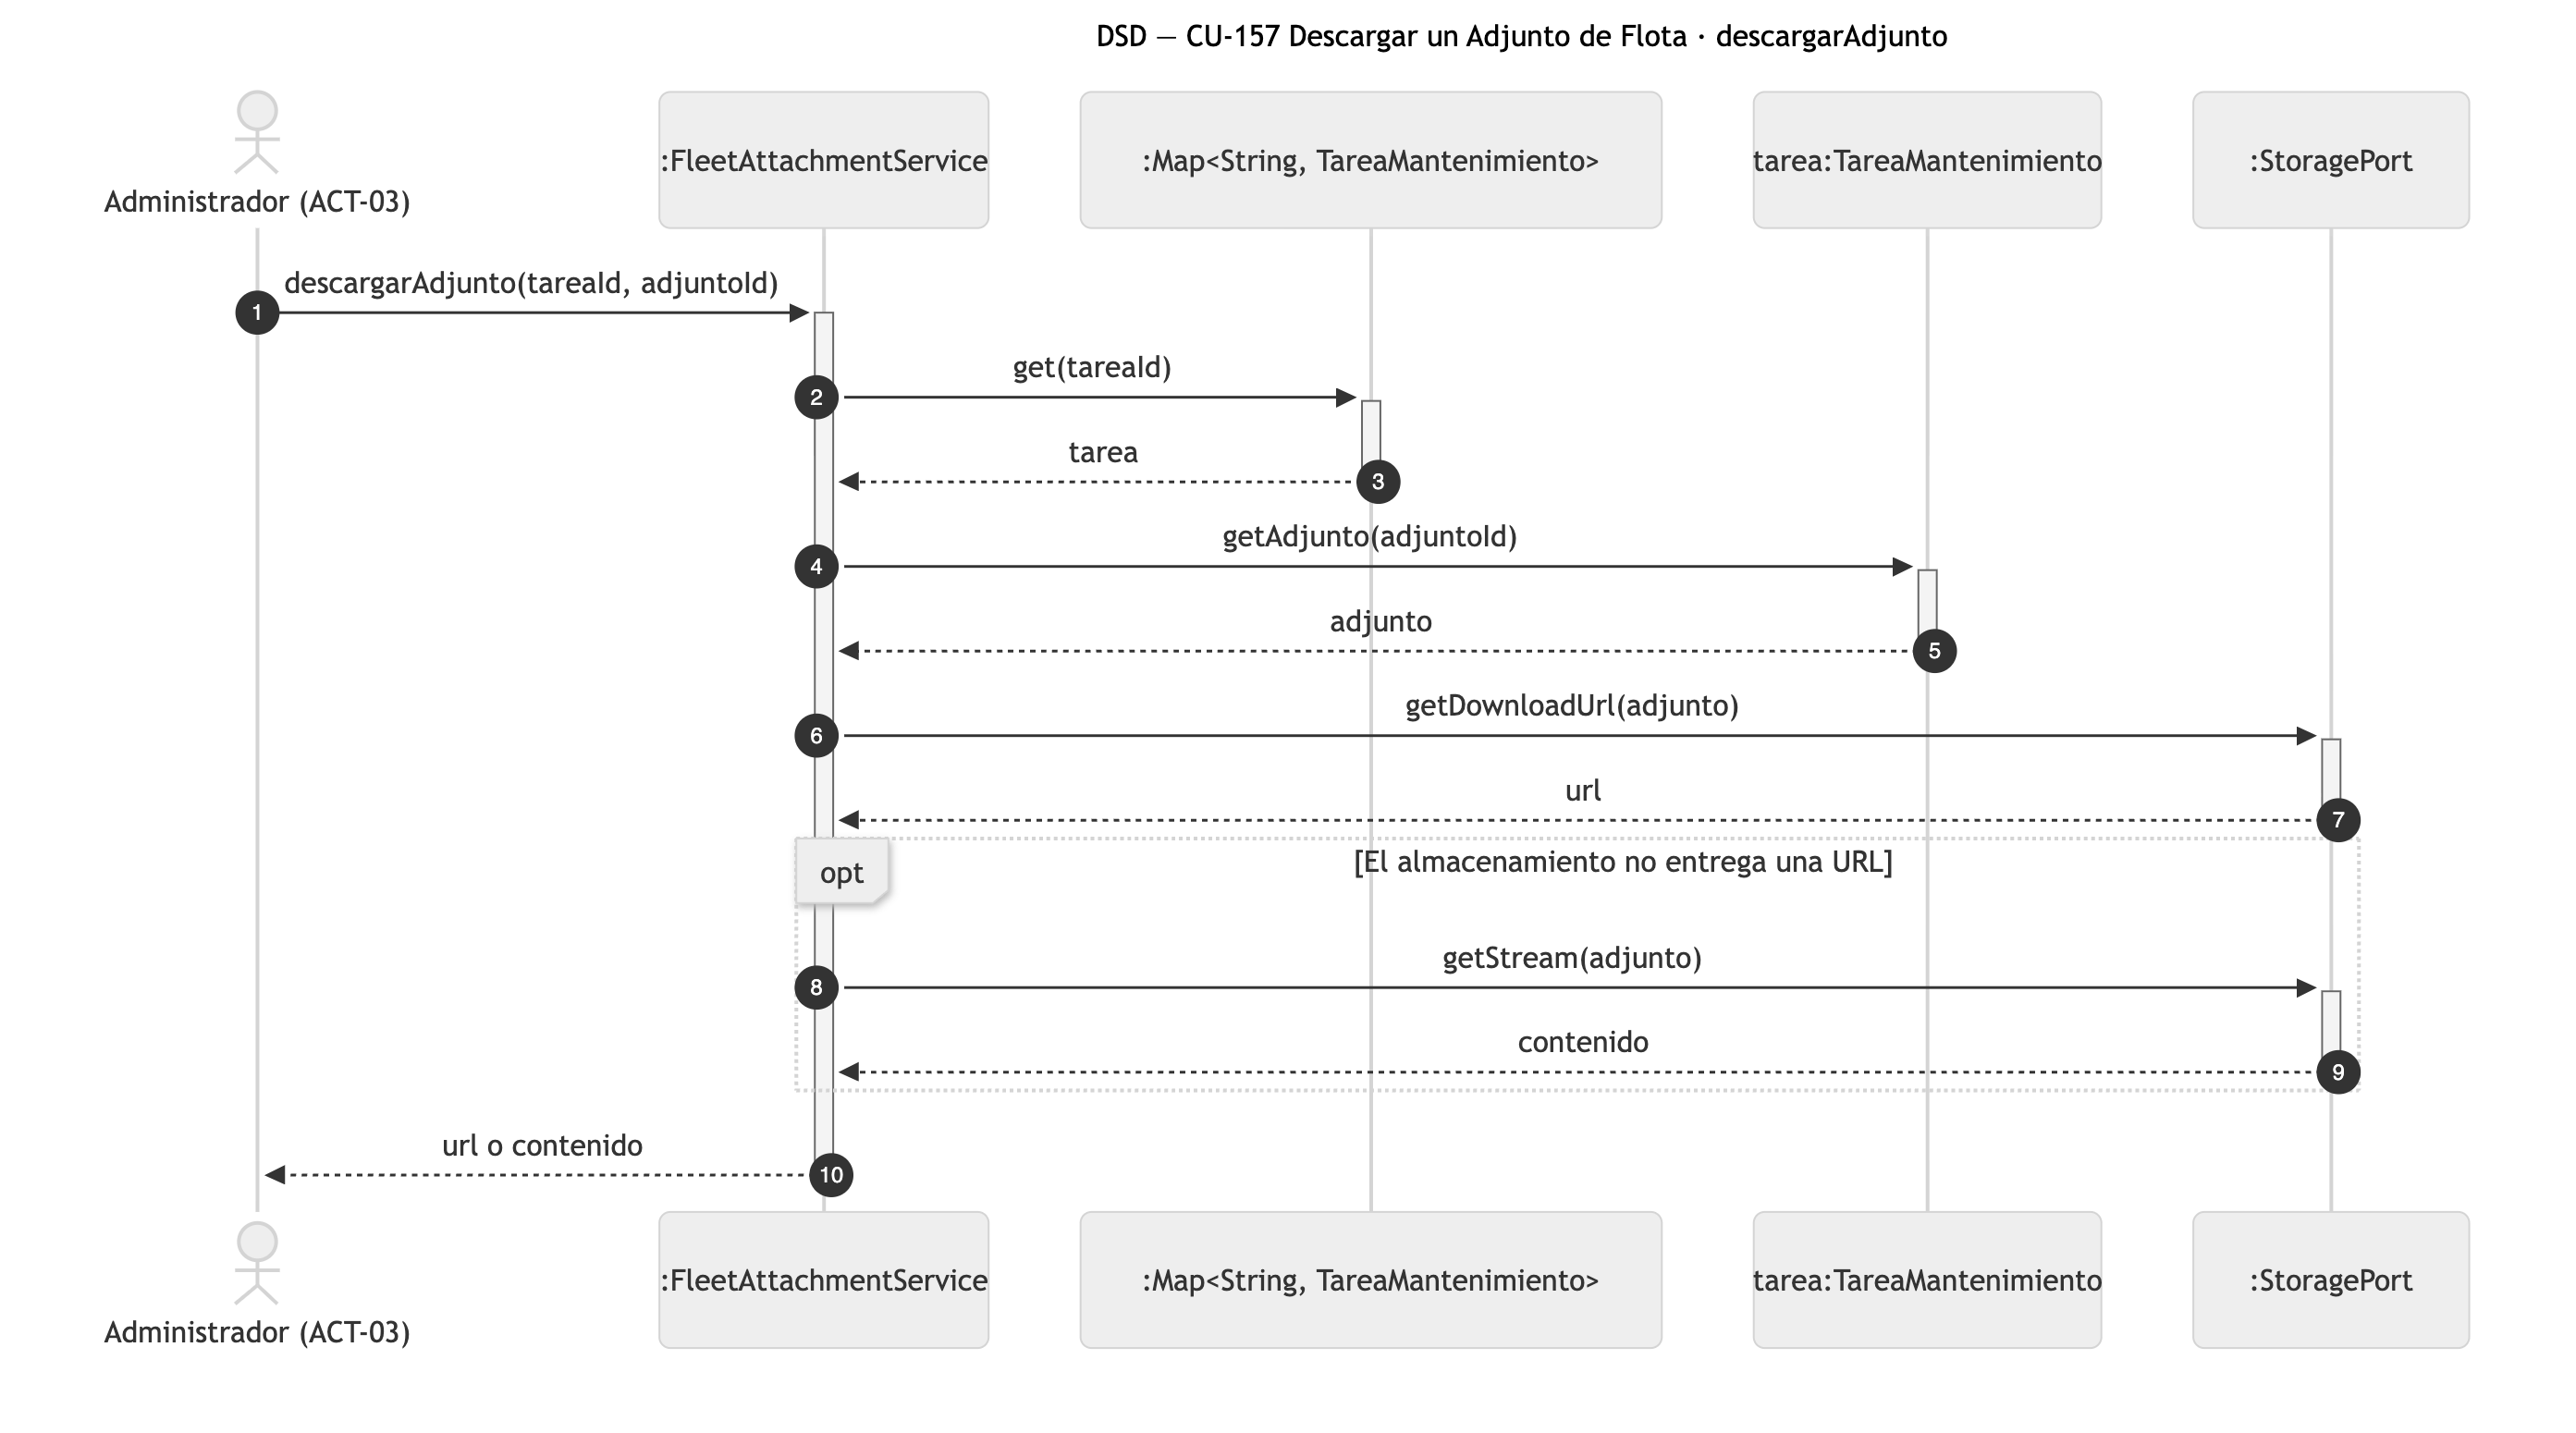 DSD — CU-157 Descargar un Adjunto de Flota · descargarAdjunto
Administrador (ACT-03)
:FleetAttachmentService
:Map<String, TareaMantenimiento>
tarea:TareaMantenimiento
:StoragePort
descargarAdjunto(tareaId, adjuntoId)
1
get(tareaId)
2
tarea
3
getAdjunto(adjuntoId)
4
adjunto
5
getDownloadUrl(adjunto)
6
url
7
opt
[El almacenamiento no entrega una URL]
getStream(adjunto)
8
contenido
9
url o contenido
10
Administrador (ACT-03)
:FleetAttachmentService
:Map<String, TareaMantenimiento>
tarea:TareaMantenimiento
:StoragePort